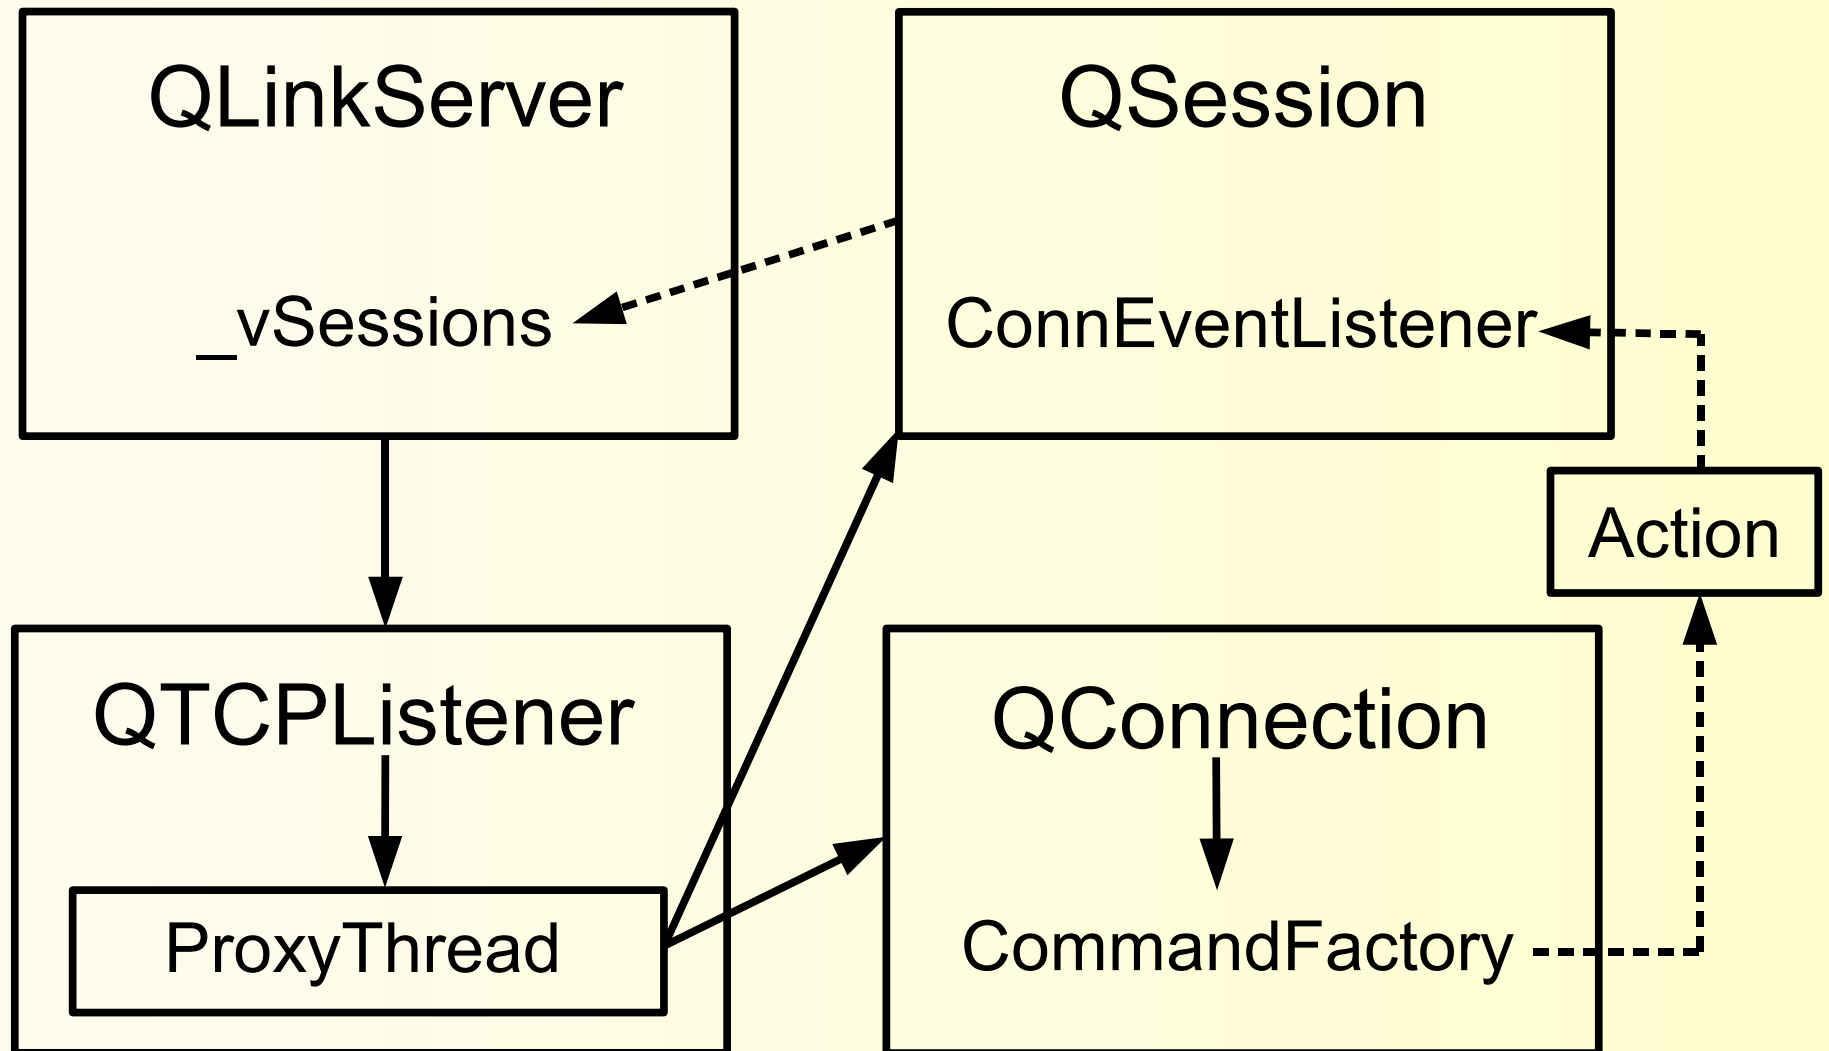 QLinkServer
_vSessions
QSession
ConnEventListener
Action
QTCPListener
ProxyThread
QConnection
CommandFactory